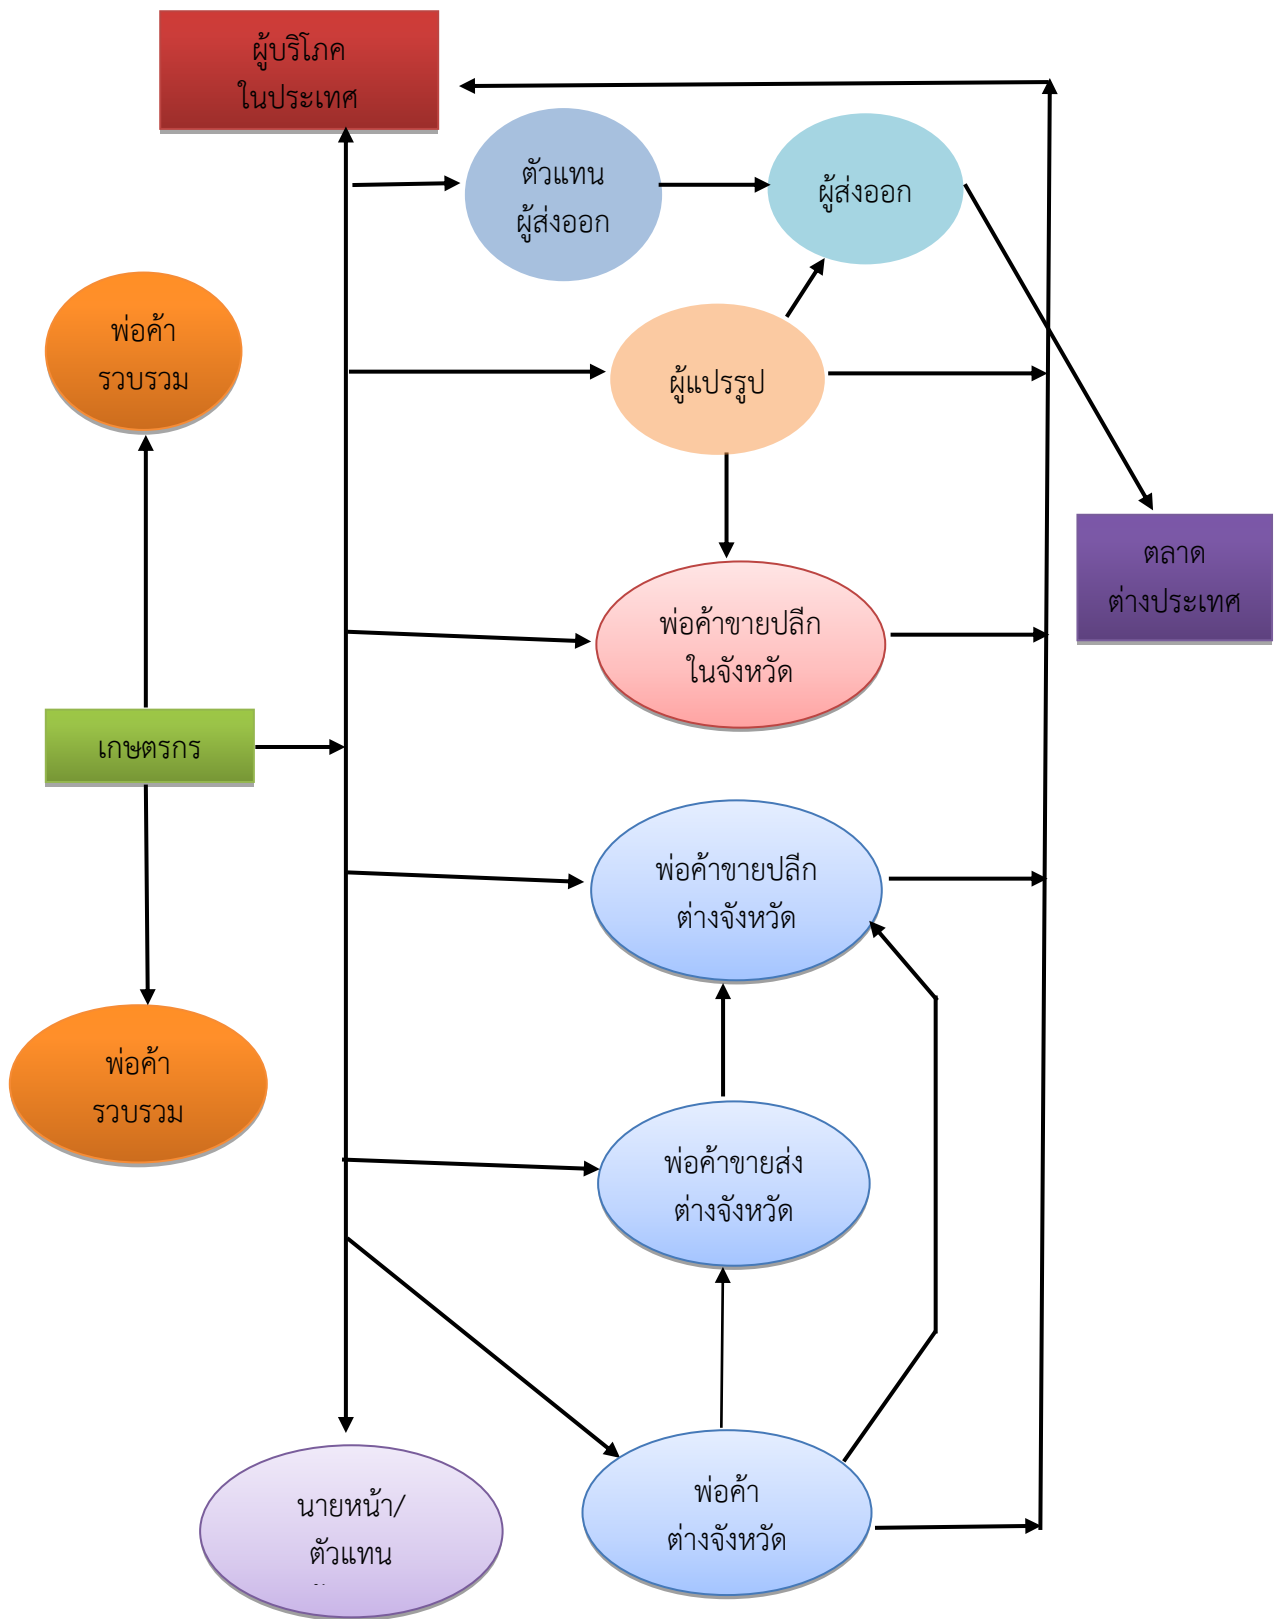 ผู้บริโภค
ในประเทศ
ตัวแทน
ผู้ส่งออก
ผู้ส่งออก
พ่อค้า
รวบรวม
ผู้แปรรูป
ตลาด
ต่างประเทศ
พ่อค้าขายปลีก
ในจังหวัด
เกษตรกร
พ่อค้าขายปลีก
ต่างจังหวัด
พ่อค้า
รวบรวม
พ่อค้าขายส่ง
ต่างจังหวัด
นายหน้า/
ตัวแทน
พ่อค้า
ต่างจังหวัด